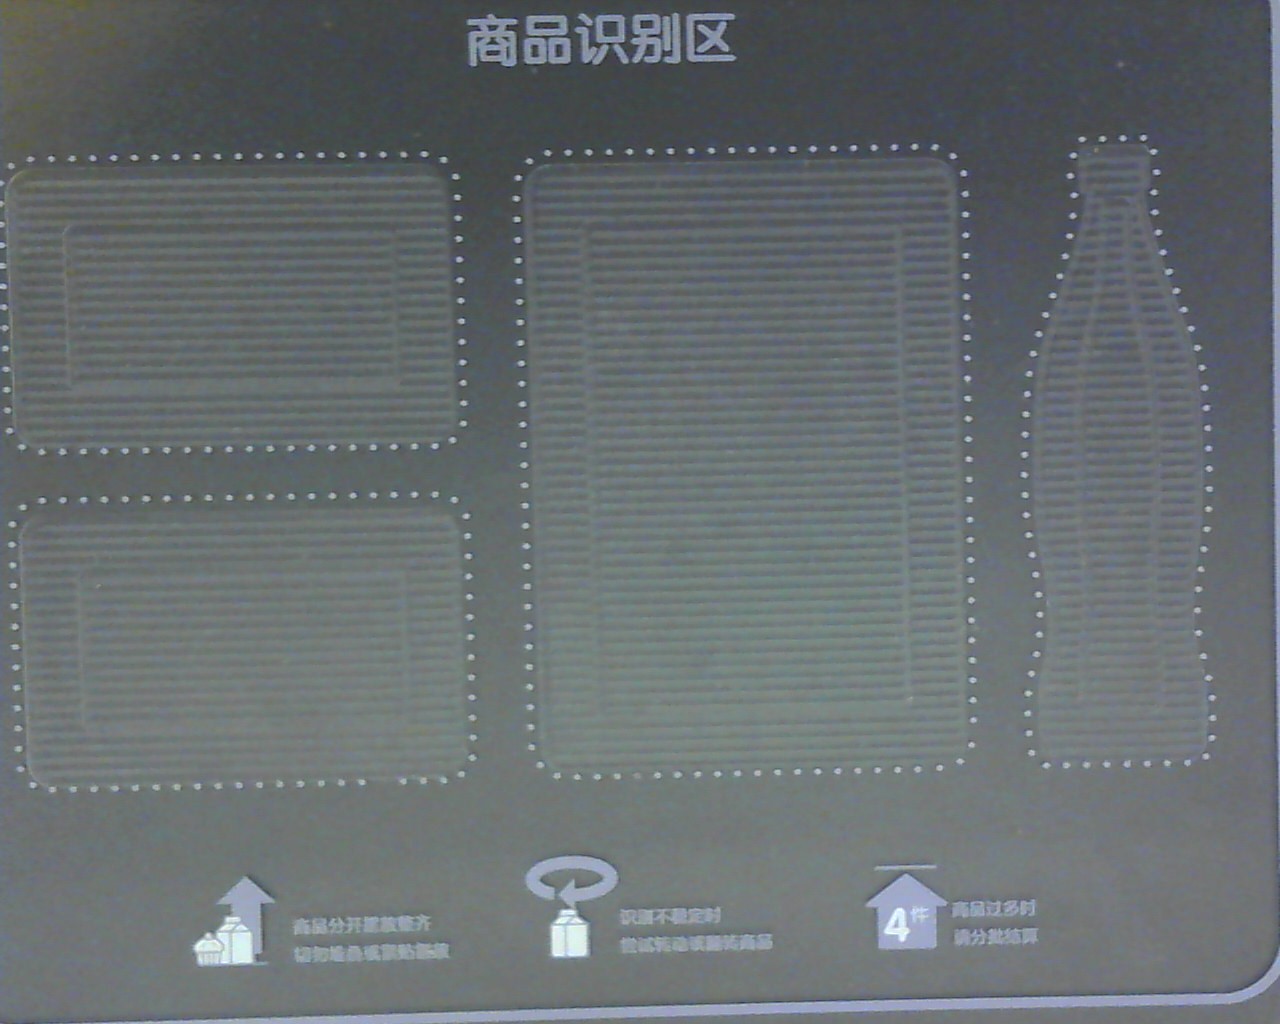 商品识别区
商品分开摆放整齐
切勿堆叠或紧贴摆放
识别不稳定时
尝试转动或翻转商品
4件
商品过多时
请分批结算